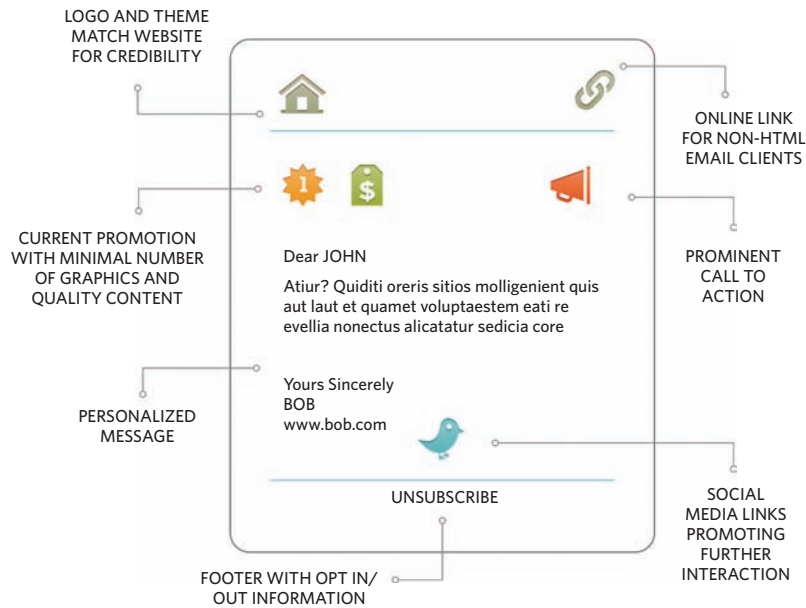 LOGO AND THEME
MATCH WEBSITE
FOR CREDIBILITY
ONLINE LINK
FOR NON-HTML
EMAIL CLIENTS
1
$
CURRENT PROMOTION
WITH MINIMAL NUMBER
OF GRAPHICS AND
QUALITY CONTENT
PROMINENT
CALL TO
ACTION
Dear JOHN
Atiur? Quiditi oreris sitios molligenient quis
aut laut et quamet voluptaestem eati re
evellia nonectus alicatatur sedicia core
Yours Sincerely
BOB
www.bob.com
PERSONALIZED
MESSAGE
UNSUBSCRIBE
SOCIAL
MEDIA LINKS
PROMOTING
FURTHER
INTERACTION
FOOTER WITH OPT IN/
OUT INFORMATION